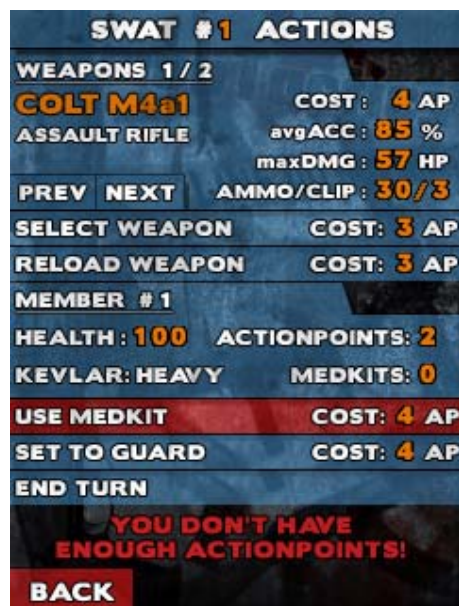 SWAT #1 ACTIONS
WEAPONS 1/2
COLT M4a1 COST: 4 AP
ASSAULT RIFLE avgACC: 85 %
maxDMG: 57 HP
PREV NEXT AMMO/CLIP: 30/3
SELECT WEAPON COST: 3 AP
RELOAD WEAPON COST: 3 AP
MEMBER #1
HEALTH: 100 ACTIONPOINTS: 2
KEVLAR: HEAVY MEDKITS: 0
USE MEDKIT COST: 4 AP
SET TO GUARD COST: 4 AP
END TURN
YOU DON'T HAVE
ENOUGH ACTIONPOINTS!
BACK